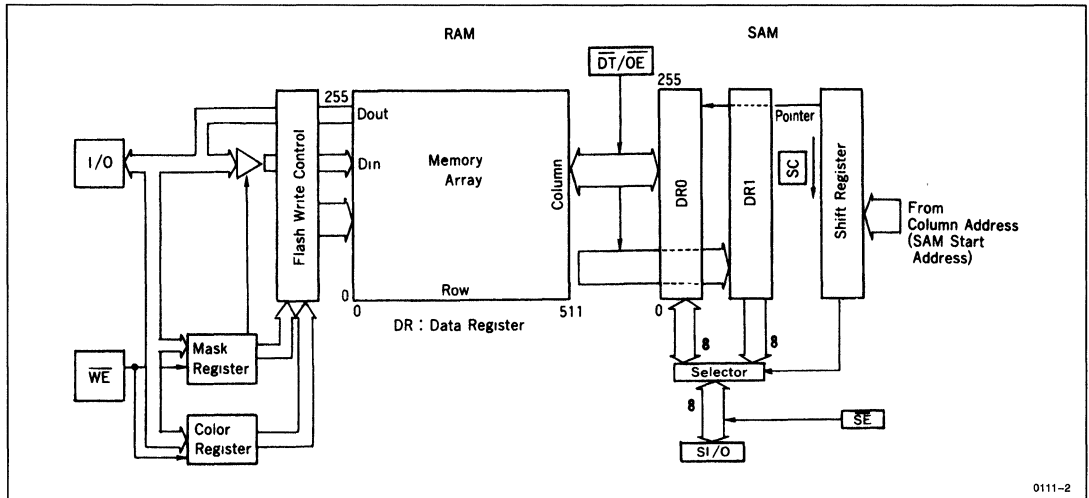 RAM
SAM
DT/OE
255
255
Dout
Din
I/O
Flash Write Control
Memory
Array
Column
DR0
DR1
Pointer
SC
Shift Register
From
Column Address
(SAM Start
Address)
0
Row
0
511
0
DR : Data Register
8
8
Mask
Register
WE
Selector
8
Color
Register
SE
SI/O
0111-2